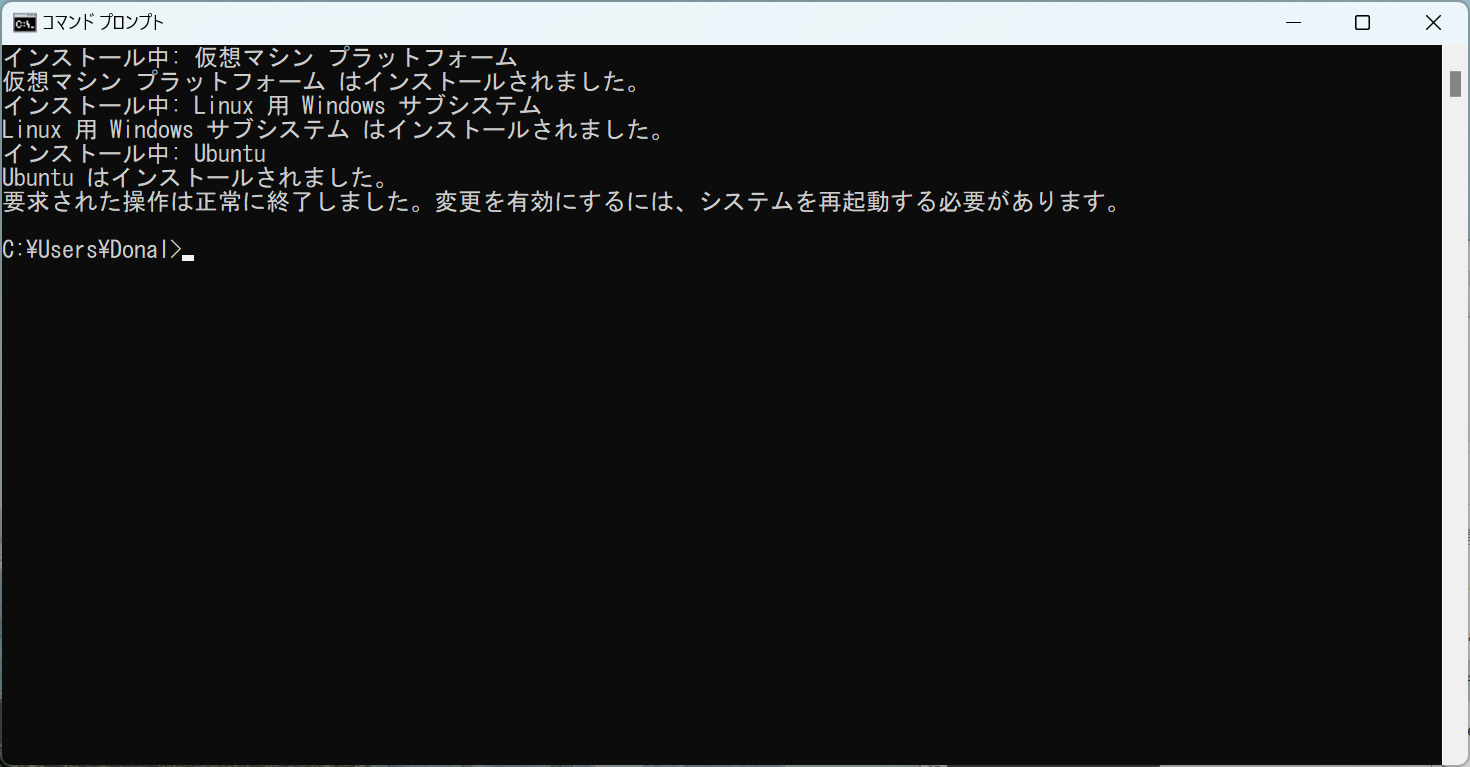 コマンド プロンプト
インストール中: 仮想マシン プラットフォーム
仮想マシン プラットフォーム はインストールされました。
インストール中: Linux 用 Windows サブシステム
Linux 用 Windows サブシステム はインストールされました。
インストール中: Ubuntu
Ubuntu はインストールされました。
要求された操作は正常に終了しました。変更を有効にするには、システムを再起動する必要があります。
C:¥Users¥Donal>